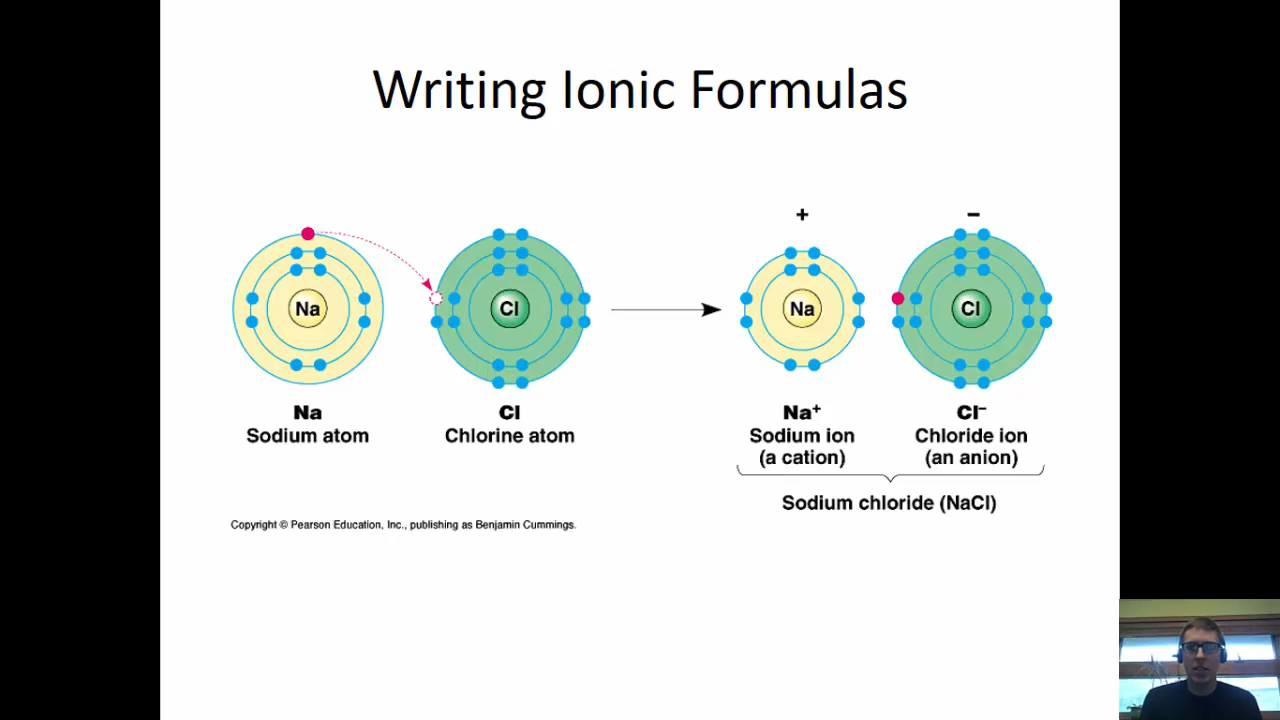 Writing Ionic Formulas
+
−
Na
Cl
Na
Cl
Na
Sodium atom
Cl
Chlorine atom
Na⁺
Sodium ion
(a cation)
Cl⁻
Chloride ion
(an anion)
Sodium chloride (NaCl)
Copyright © Pearson Education, Inc., publishing as Benjamin Cummings.